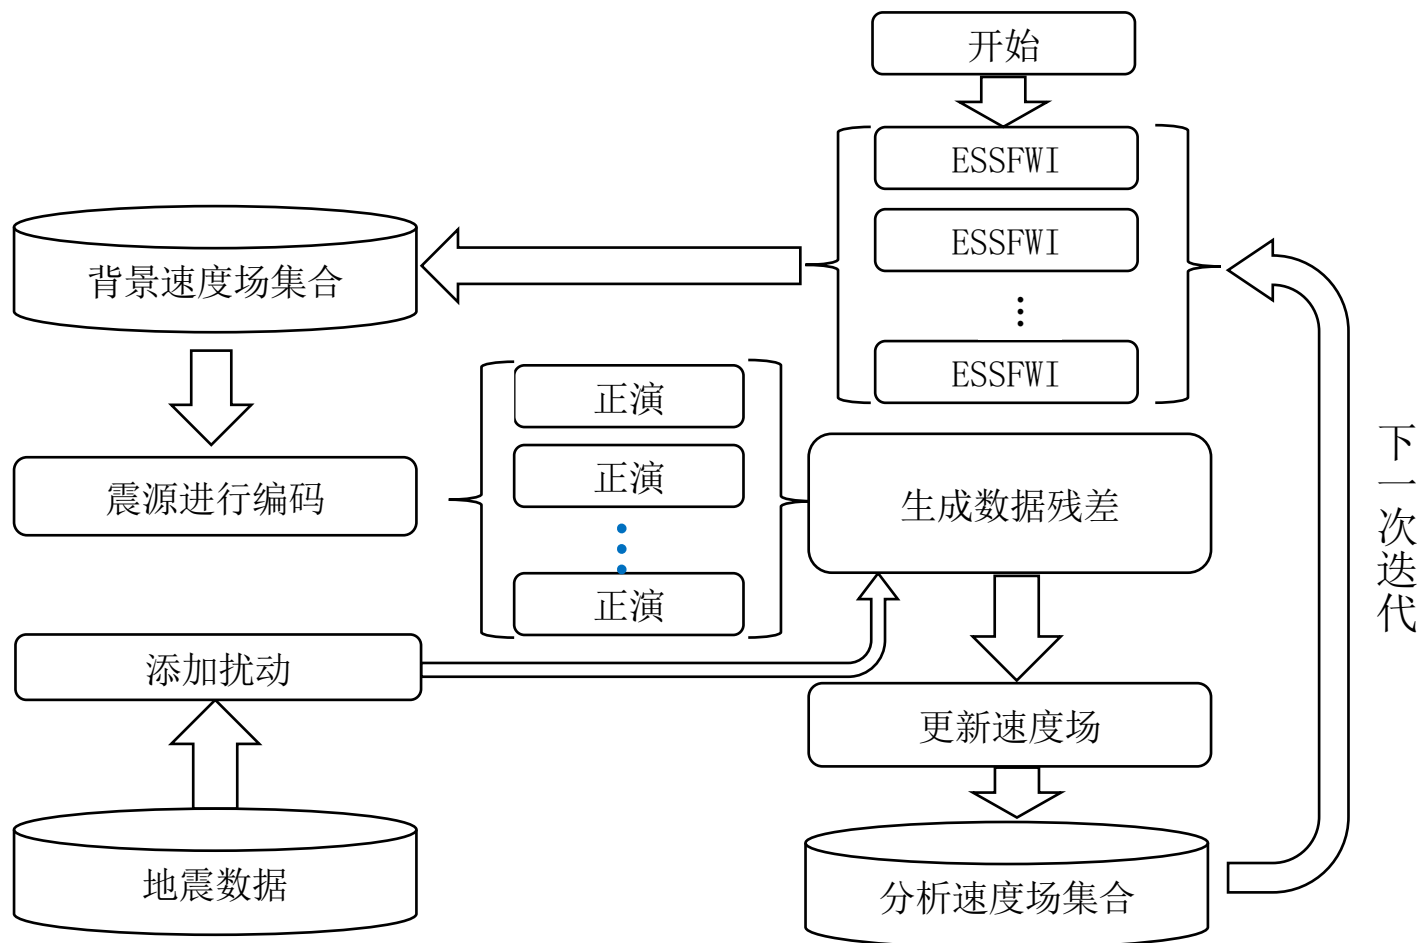 开始
ESSFWI
ESSFWI
⋮
ESSFWI
背景速度场集合
震源进行编码
正演
正演
⋮
正演
生成数据残差
添加扰动
更新速度场
地震数据
分析速度场集合
下一次迭代